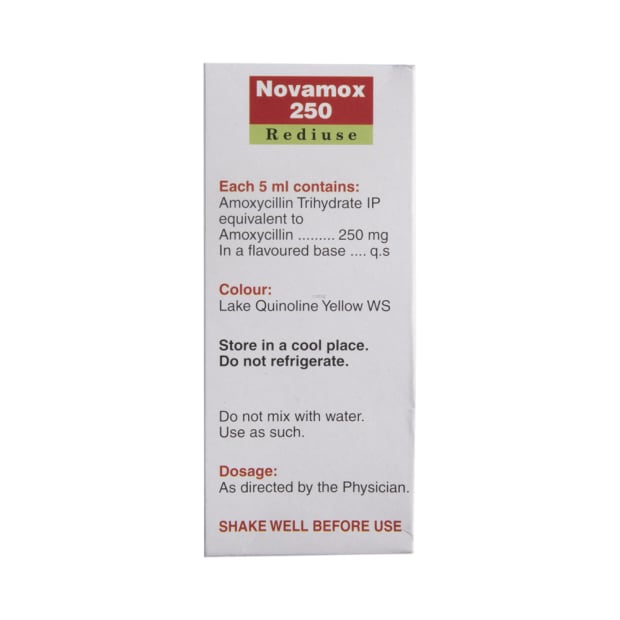 Novamox
250
Rediuse
Each 5 ml contains:
Amoxycillin Trihydrate IP
equivalent to
Amoxycillin ......... 250 mg
In a flavoured base .... q.s
Colour:
Lake Quinoline Yellow WS
Store in a cool place.
Do not refrigerate.
Do not mix with water.
Use as such.
Dosage:
As directed by the Physician.
SHAKE WELL BEFORE USE